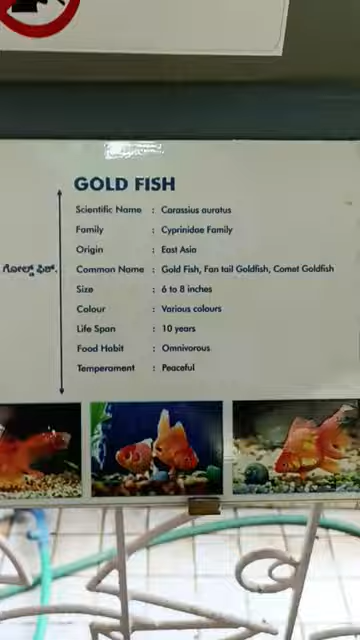 GOLD FISH
Scientific Name : Carassius auratus
Family : Cyprinidae Family
Origin : East Asia
ಗೋಲ್ಡ್ ಫಿಶ್.
Common Name : Gold Fish, Fan tail Goldfish, Comet Goldfish
Size : 6 to 8 inches
Colour : Various colours
Life Span : 10 years
Food Habit : Omnivorous
Temperament : Peaceful